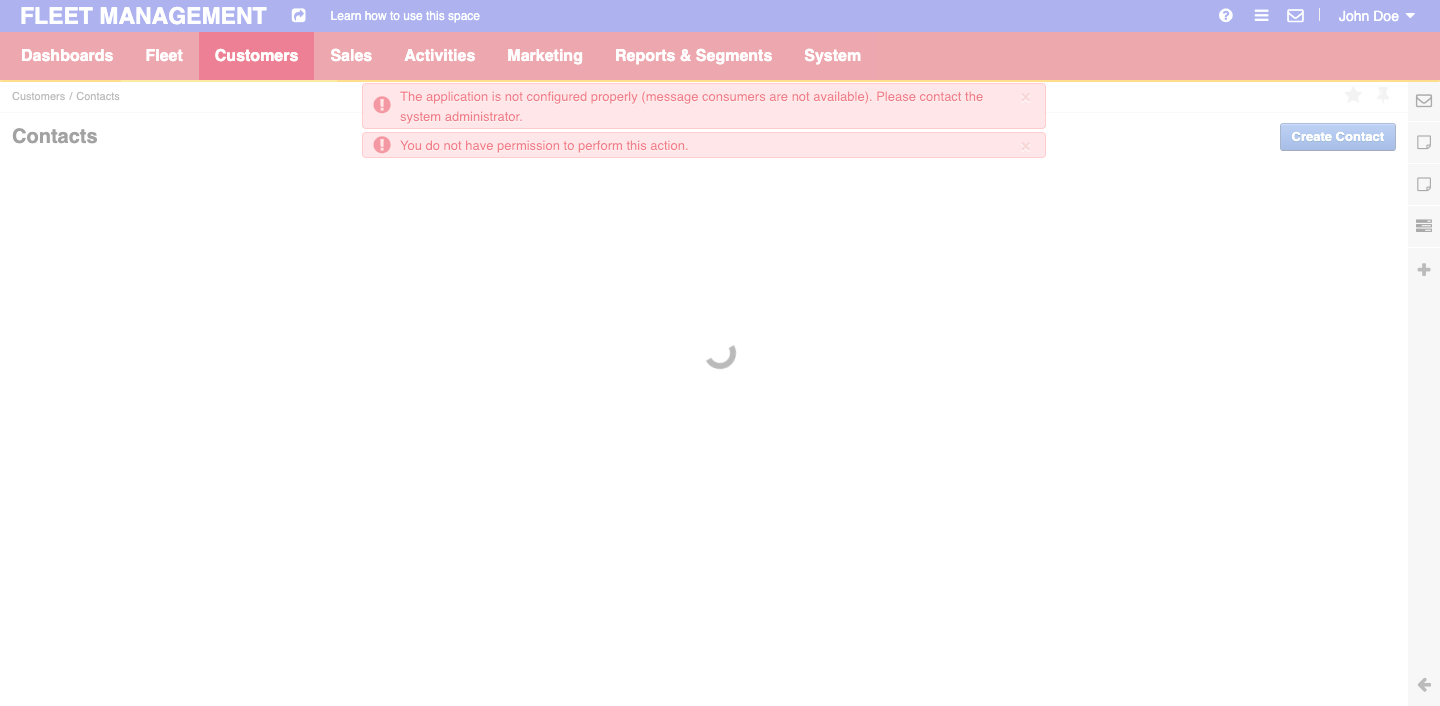 FLEET MANAGEMENT
Learn how to use this space
John Doe
Dashboards
Fleet
Customers
Sales
Activities
Marketing
Reports & Segments
System
Customers / Contacts
The application is not configured properly (message consumers are not available). Please contact the
system administrator.
×
You do not have permission to perform this action.
×
Contacts
Create Contact